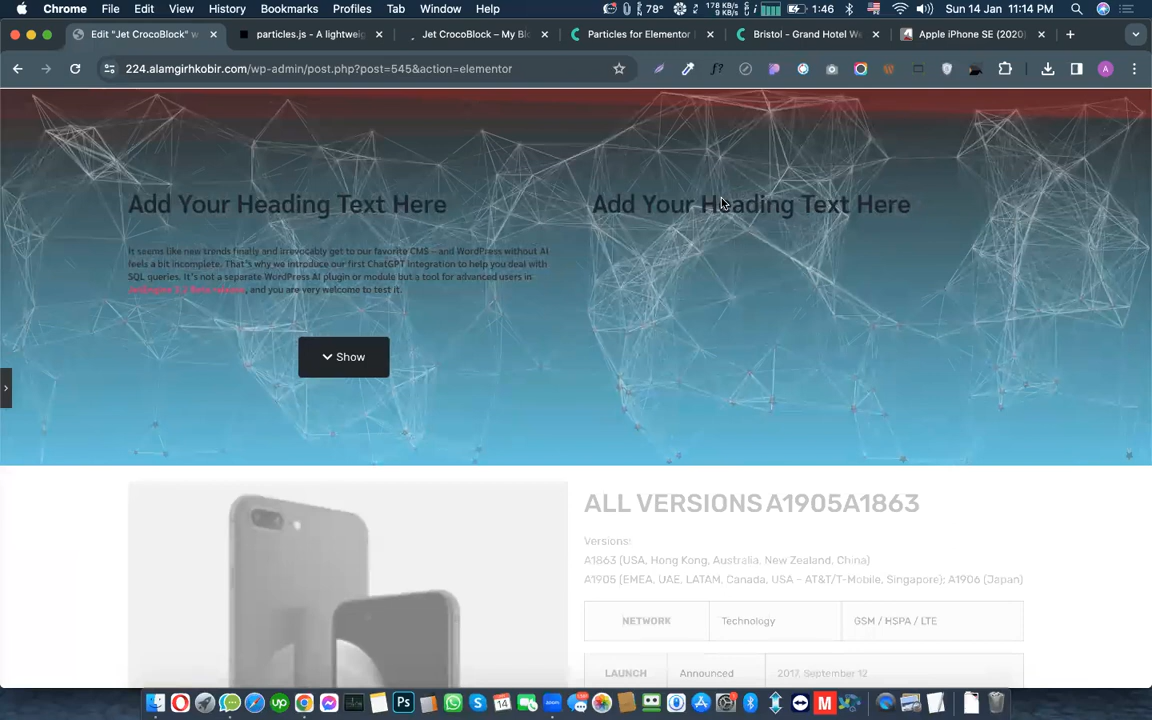 Chrome File Edit View History Bookmarks Profiles Tab Window Help 78° 178 KB/s 9 KB/s 1:46 Sun 14 Jan 11:14 PM
Edit "Jet CrocoBlock" w particles.js - A lightweig Jet CrocoBlock – My Blo Particles for Elementor Bristol - Grand Hotel We Apple iPhone SE (2020)
224.alamgirhkobir.com/wp-admin/post.php?post=545&action=elementor
Add Your Heading Text Here
Add Your Heading Text Here
It seems like new trends finally and irrevocably get to our favorite CMS – and WordPress without AI
feels a bit incomplete. That's why we introduce our first ChatGPT integration to help you deal with
SQL queries. It's not a separate WordPress AI plugin or module but a tool for advanced users in
, and you are very welcome to test it.
Show
ALL VERSIONS A1905A1863
Versions:
A1863 (USA, Hong Kong, Australia, New Zealand, China)
A1905 (EMEA, UAE, LATAM, Canada, USA – AT&T/T-Mobile, Singapore); A1906 (Japan)
NETWORK Technology GSM / HSPA / LTE
LAUNCH Announced 2017, September 12